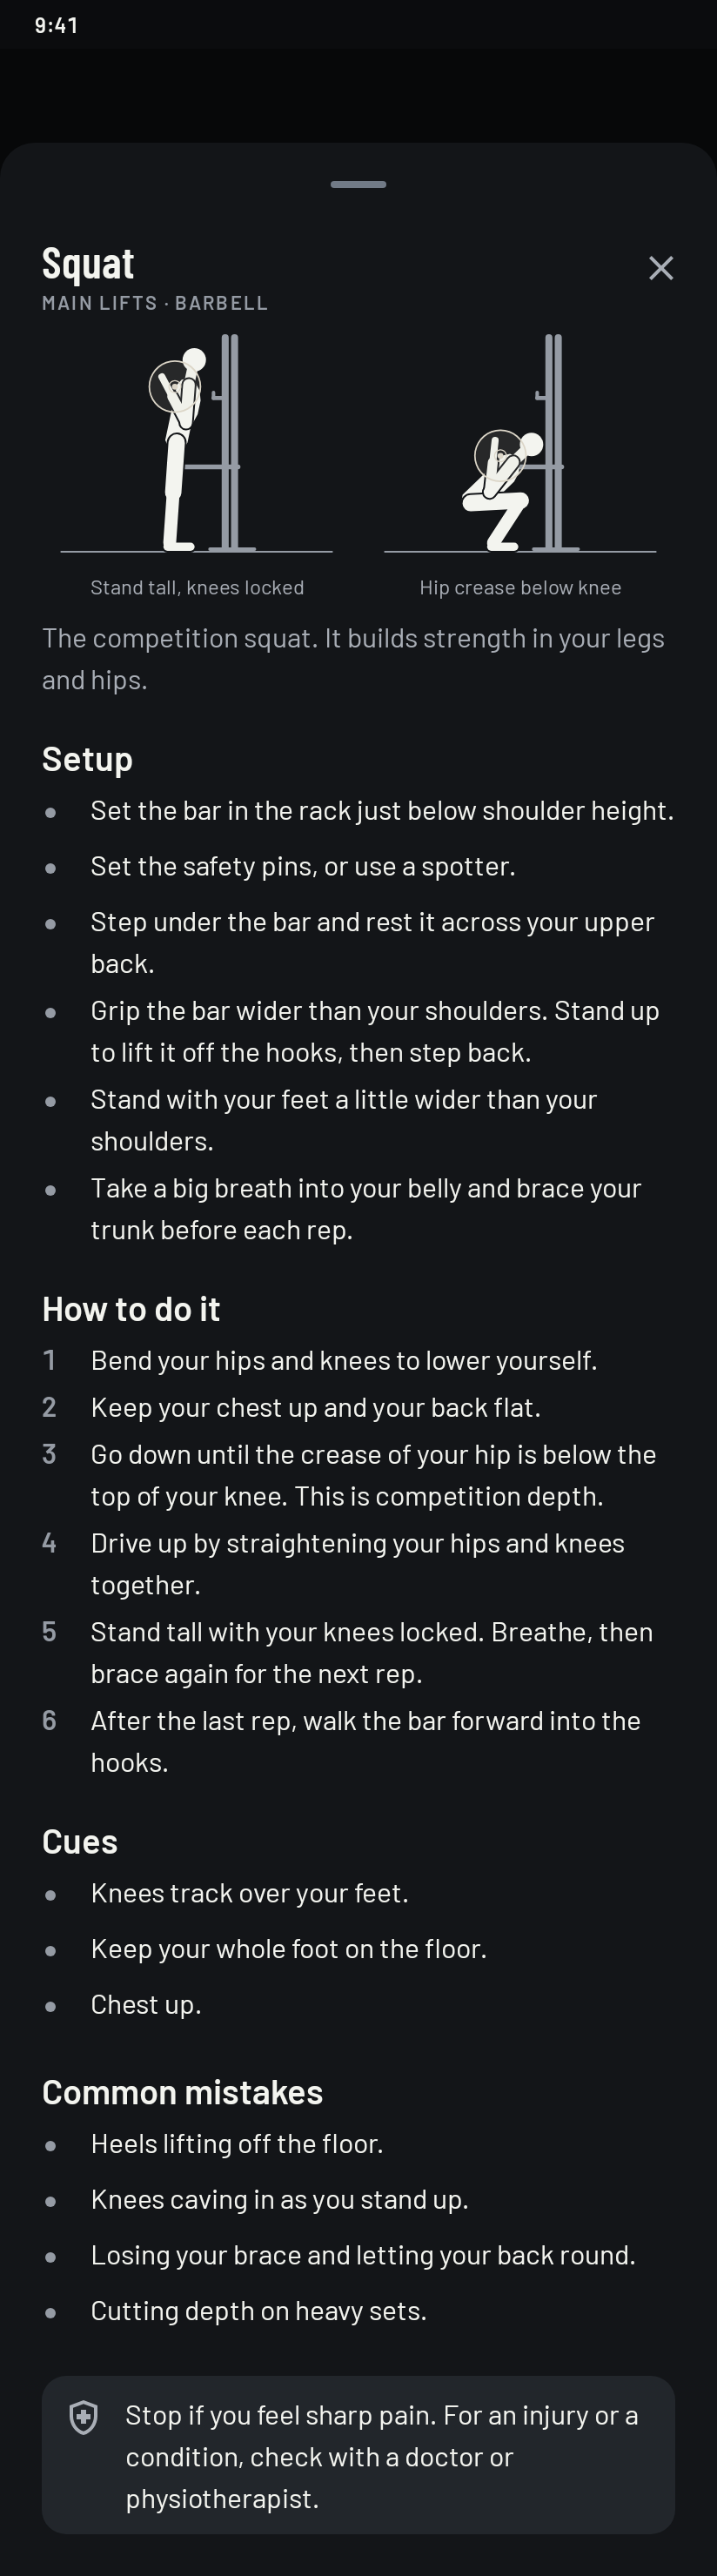 9:41
Squat
MAIN LIFTS · BARBELL
Stand tall, knees locked
Hip crease below knee
The competition squat. It builds strength in your legs
and hips.
Setup
Set the bar in the rack just below shoulder height.
Set the safety pins, or use a spotter.
Step under the bar and rest it across your upper
back.
Grip the bar wider than your shoulders. Stand up
to lift it off the hooks, then step back.
Stand with your feet a little wider than your
shoulders.
Take a big breath into your belly and brace your
trunk before each rep.
How to do it
1 Bend your hips and knees to lower yourself.
2 Keep your chest up and your back flat.
3 Go down until the crease of your hip is below the
top of your knee. This is competition depth.
4 Drive up by straightening your hips and knees
together.
5 Stand tall with your knees locked. Breathe, then
brace again for the next rep.
6 After the last rep, walk the bar forward into the
hooks.
Cues
Knees track over your feet.
Keep your whole foot on the floor.
Chest up.
Common mistakes
Heels lifting off the floor.
Knees caving in as you stand up.
Losing your brace and letting your back round.
Cutting depth on heavy sets.
Stop if you feel sharp pain. For an injury or a
condition, check with a doctor or
physiotherapist.